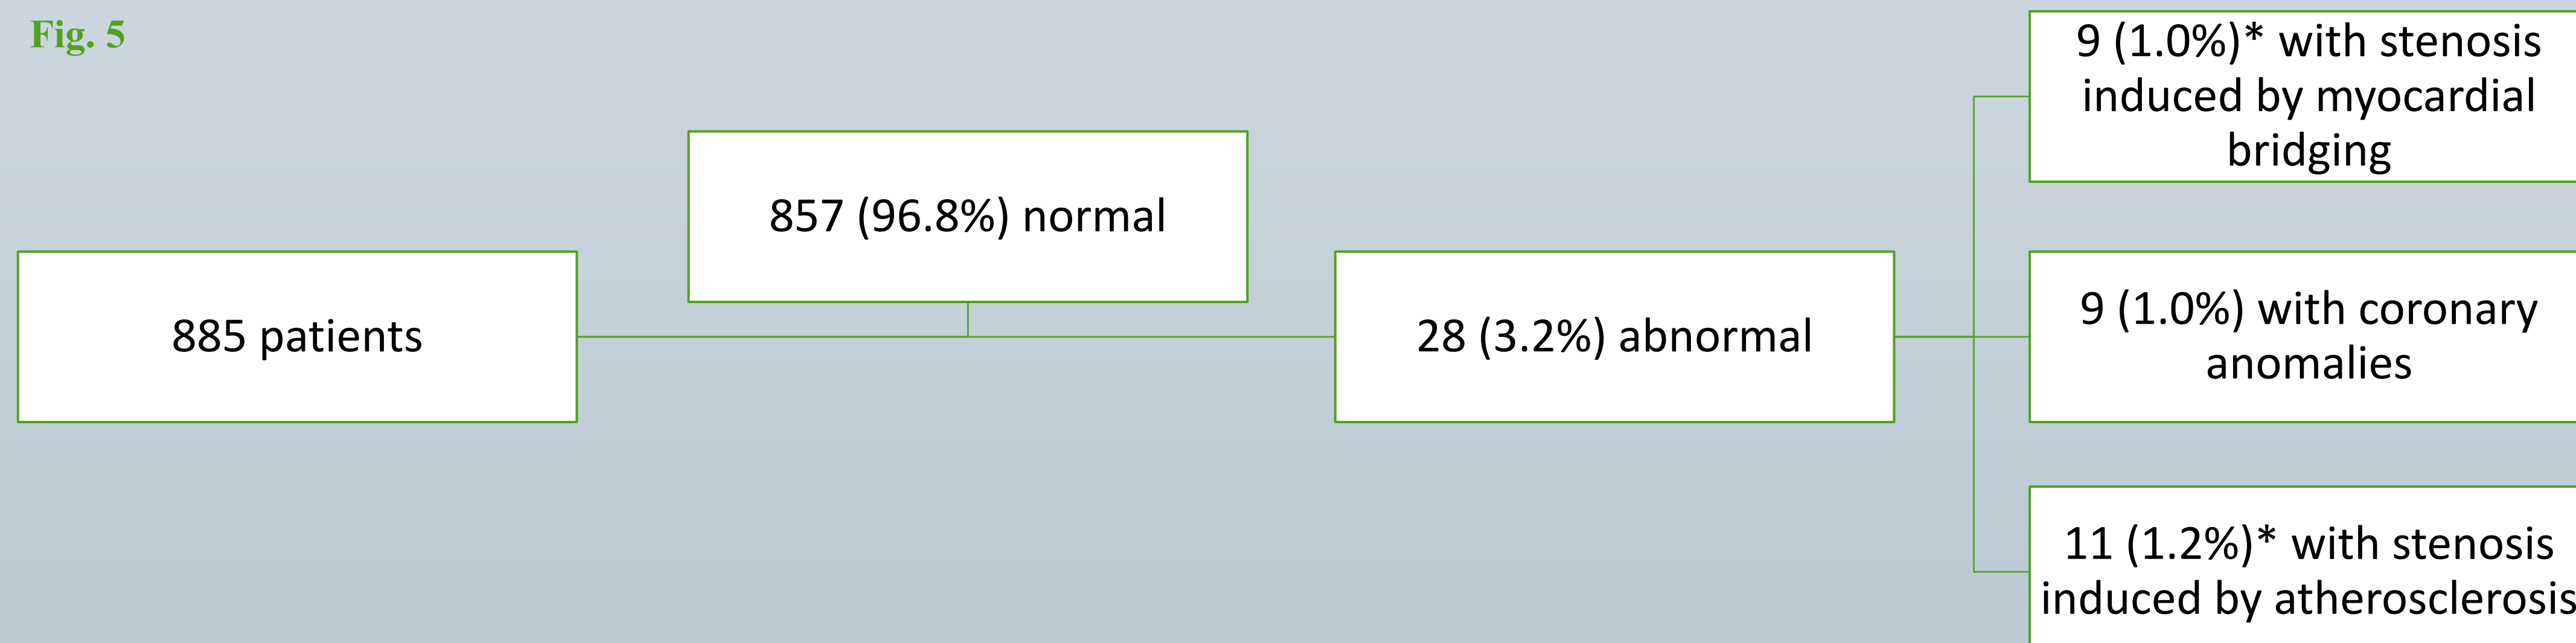 Fig. 5
885 patients
857 (96.8%) normal
28 (3.2%) abnormal
9 (1.0%)* with stenosis
induced by myocardial
bridging
9 (1.0%) with coronary
anomalies
11 (1.2%)* with stenosis
induced by atherosclerosis